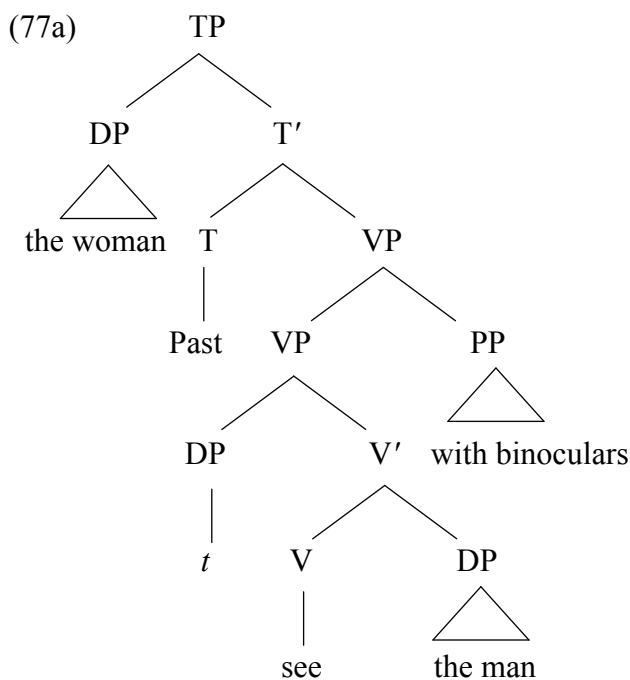 (77a) TP
DP T′
the woman T VP
Past VP PP
DP V′ with binoculars
t V DP
see the man